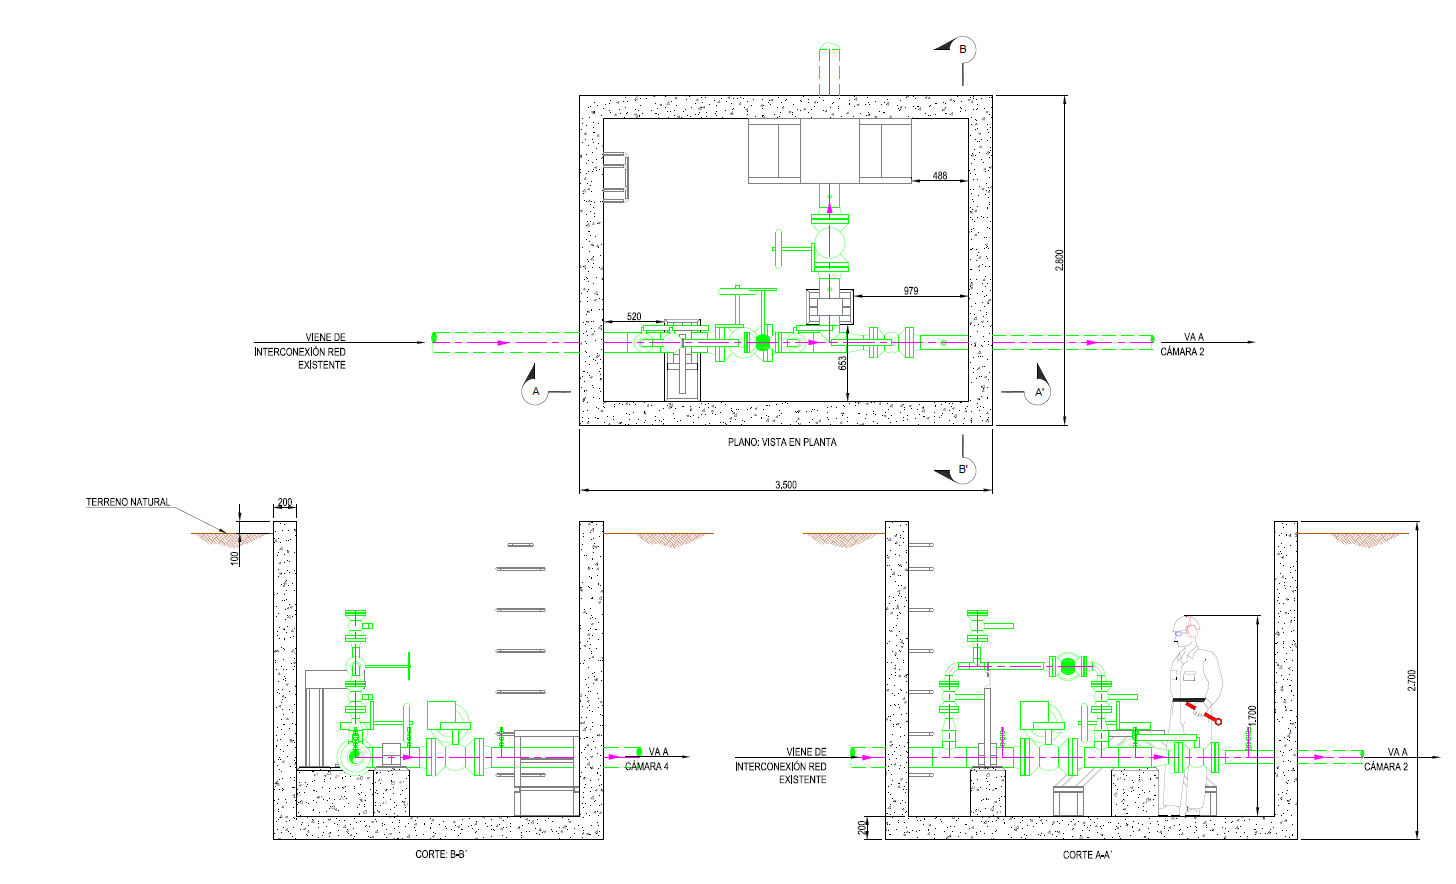 B
488
2.800
979
520
VIENE DE
INTERCONEXIÓN RED
EXISTENTE
VA A
CÁMARA 2
653
A
A'
PLANO: VISTA EN PLANTA
B'
3.500
TERRENO NATURAL
200
100
VA A
CÁMARA 4
CORTE: B-B´
VIENE DE
INTERCONEXIÓN RED
EXISTENTE
1.700
2.700
VA A
CÁMARA 2
200
CORTE A-A´